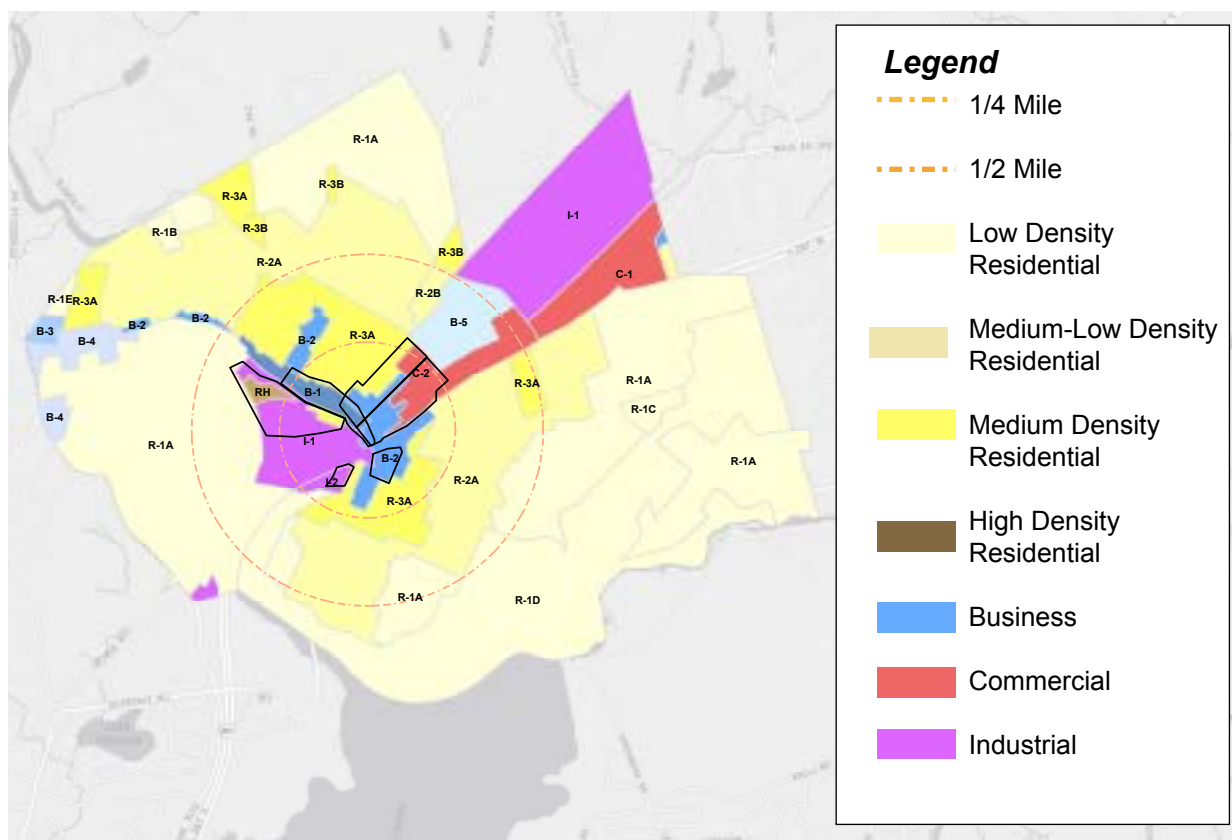 R-1A
R-3A
R-3B
R-3B
R-1B
R-2A
R-3B
I-1
C-1
R-1E
R-3A
R-2B
B-5
B-3
B-4
B-2
B-2
B-2
R-3A
C-2
R-3A
R-1A
R-1C
RH
B-1
B-4
R-1A
I-1
B-2
R-2A
R-1A
R-3A
R-1A
R-1D
Legend
1/4 Mile
1/2 Mile
Low Density
Residential
Medium-Low Density
Residential
Medium Density
Residential
High Density
Residential
Business
Commercial
Industrial